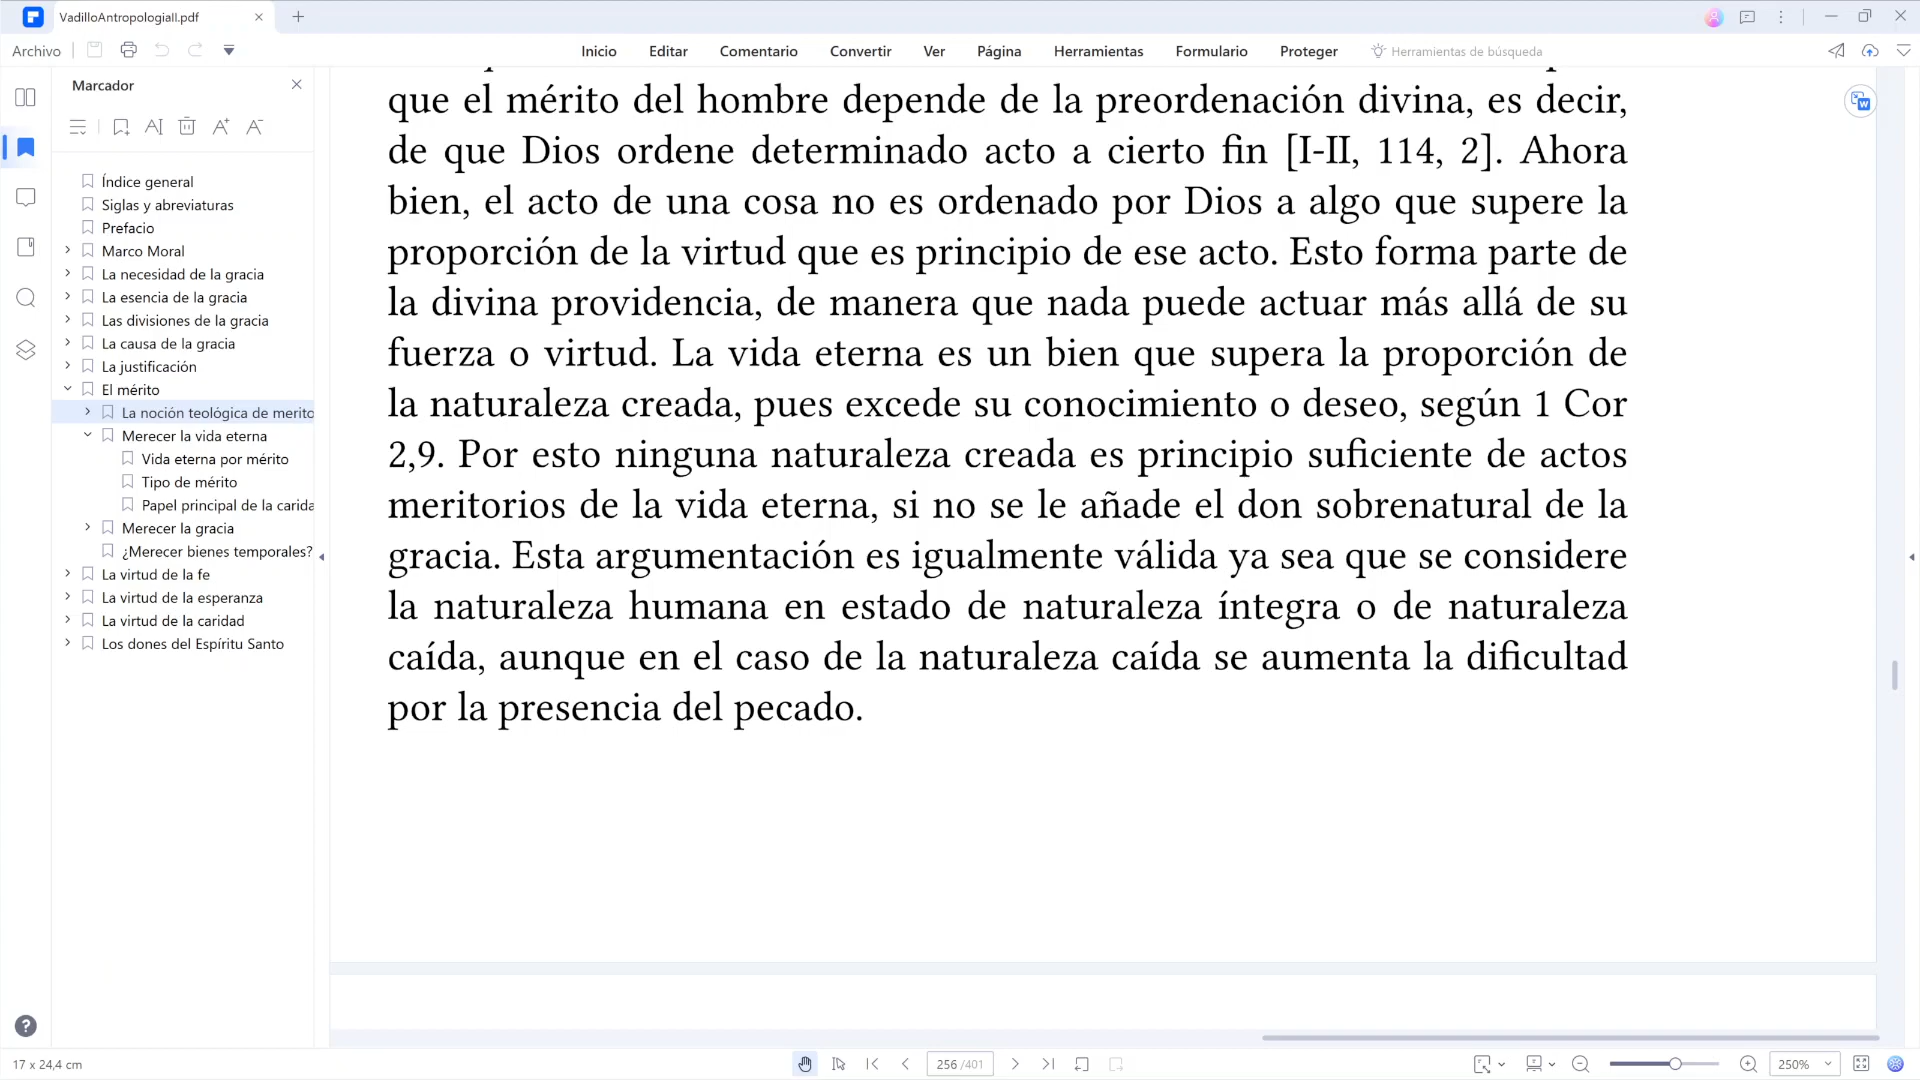 VadilloAntropologiaII.pdf
Archivo
Inicio
Editar
Comentario
Convertir
Ver
Página
Herramientas
Formulario
Proteger
Herramientas de búsqueda
Marcador
Índice general
Siglas y abreviaturas
Prefacio
Marco Moral
La necesidad de la gracia
La esencia de la gracia
Las divisiones de la gracia
La causa de la gracia
La justificación
El mérito
La noción teológica de merito
Merecer la vida eterna
Vida eterna por mérito
Tipo de mérito
Papel principal de la carida
Merecer la gracia
¿Merecer bienes temporales?
La virtud de la fe
La virtud de la esperanza
La virtud de la caridad
Los dones del Espíritu Santo
que el mérito del hombre depende de la preordenación divina, es decir,
de que Dios ordene determinado acto a cierto fin [I-II, 114, 2]. Ahora
bien, el acto de una cosa no es ordenado por Dios a algo que supere la
proporción de la virtud que es principio de ese acto. Esto forma parte de
la divina providencia, de manera que nada puede actuar más allá de su
fuerza o virtud. La vida eterna es un bien que supera la proporción de
la naturaleza creada, pues excede su conocimiento o deseo, según 1 Cor
2,9. Por esto ninguna naturaleza creada es principio suficiente de actos
meritorios de la vida eterna, si no se le añade el don sobrenatural de la
gracia. Esta argumentación es igualmente válida ya sea que se considere
la naturaleza humana en estado de naturaleza íntegra o de naturaleza
caída, aunque en el caso de la naturaleza caída se aumenta la dificultad
por la presencia del pecado.
17 x 24,4 cm
256 /401
250%